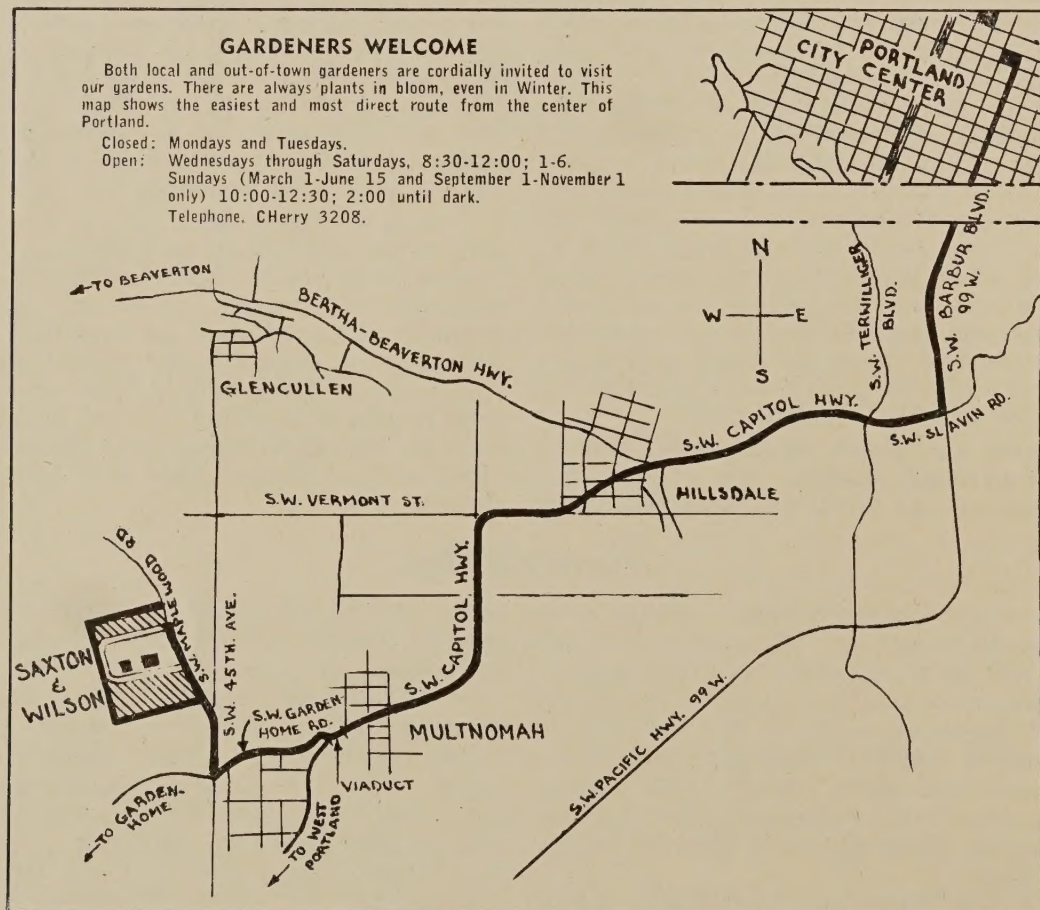 GARDENERS WELCOME
Both local and out-of-town gardeners are cordially invited to visit
our gardens. There are always plants in bloom, even in Winter. This
map shows the easiest and most direct route from the center of
Portland.
Closed: Mondays and Tuesdays.
Open: Wednesdays through Saturdays, 8:30-12:00; 1-6.
Sundays (March 1-June 15 and September 1-November 1
only) 10:00-12:30; 2:00 until dark.
Telephone. CHerry 3208.
PORTLAND
CITY CENTER
N
W E
S
S.W. TERWILLIGER
BLVD.
S.W. BARBUR BLVD.
99 W.
TO BEAVERTON
BERTHA-BEAVERTON HWY.
GLENCULLEN
S.W. CAPITOL HWY.
S.W. SLAVIN RD.
HILLSDALE
S.W. VERMONT ST.
S.W. MAPLEWOOD RD
S.W. 45TH. AVE.
S.W. CAPITOL HWY.
SAXTON
&
WILSON
S.W. GARDEN
HOME RD.
S.W. CAPITOL HWY.
MULTNOMAH
VIADUCT
S.W. PACIFIC HWY. 99 W.
TO GARDEN-
HOME
TO WEST
PORTLAND